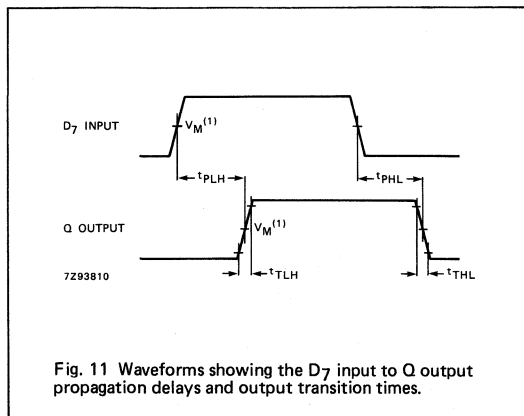 D7 INPUT
VM(1)
tPLH
tPHL
Q OUTPUT
VM(1)
7Z93810
tTLH
tTHL
Fig. 11 Waveforms showing the D7 input to Q output
propagation delays and output transition times.